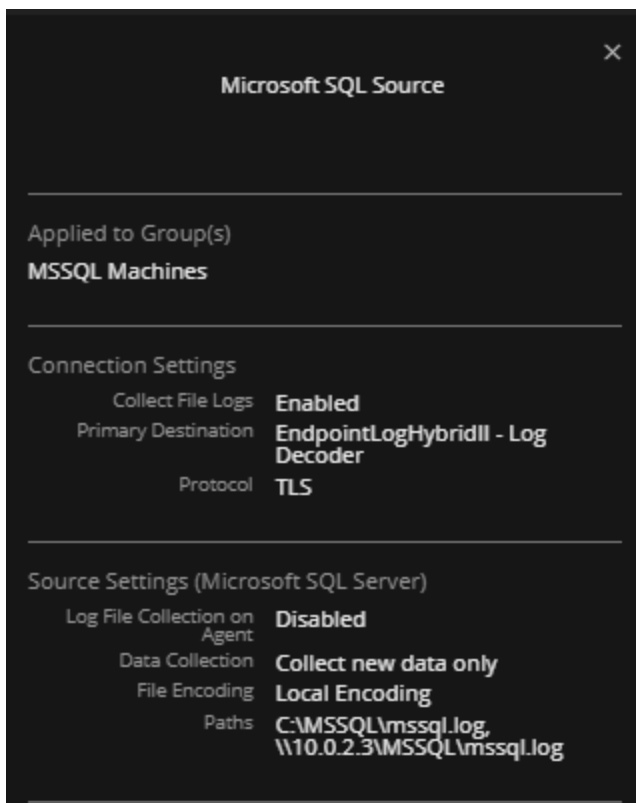 Microsoft SQL Source
Applied to Group(s)
MSSQL Machines
Connection Settings
Collect File Logs Enabled
Primary Destination EndpointLogHybridII - Log
Decoder
Protocol TLS
Source Settings (Microsoft SQL Server)
Log File Collection on
Agent Disabled
Data Collection Collect new data only
File Encoding Local Encoding
Paths C:\MSSQL\mssql.log,
\\10.0.2.3\MSSQL\mssql.log